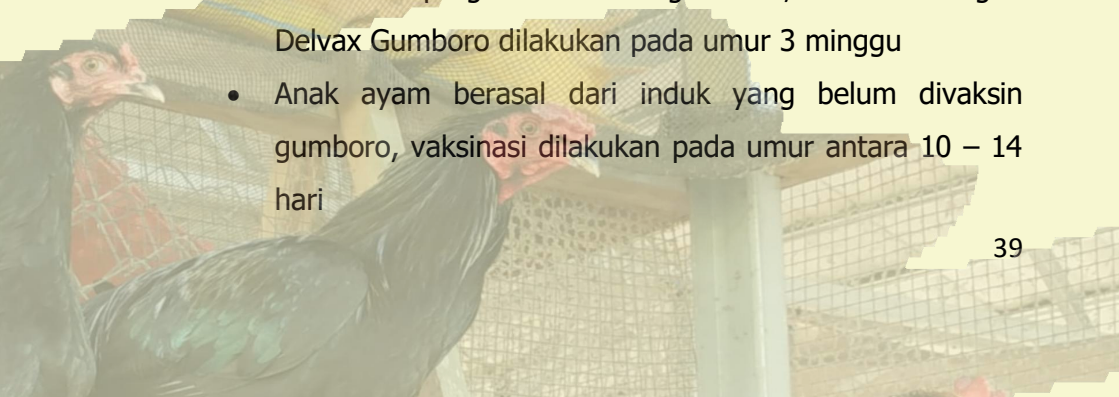 Delvax Gumboro dilakukan pada umur 3 minggu
• Anak ayam berasal dari induk yang belum divaksin
gumboro, vaksinasi dilakukan pada umur antara 10 – 14
hari
39